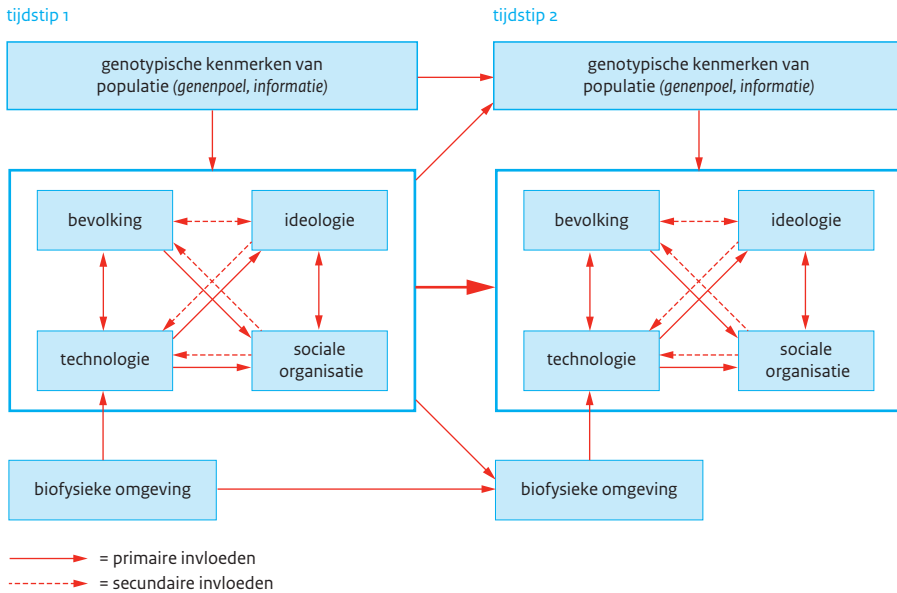 tijdstip 1
tijdstip 2
genotypische kenmerken van
populatie (genenpoel, informatie)
genotypische kenmerken van
populatie (genenpoel, informatie)
bevolking
ideologie
technologie
sociale
organisatie
bevolking
ideologie
technologie
sociale
organisatie
biofysieke omgeving
biofysieke omgeving
= primaire invloeden
= secundaire invloeden